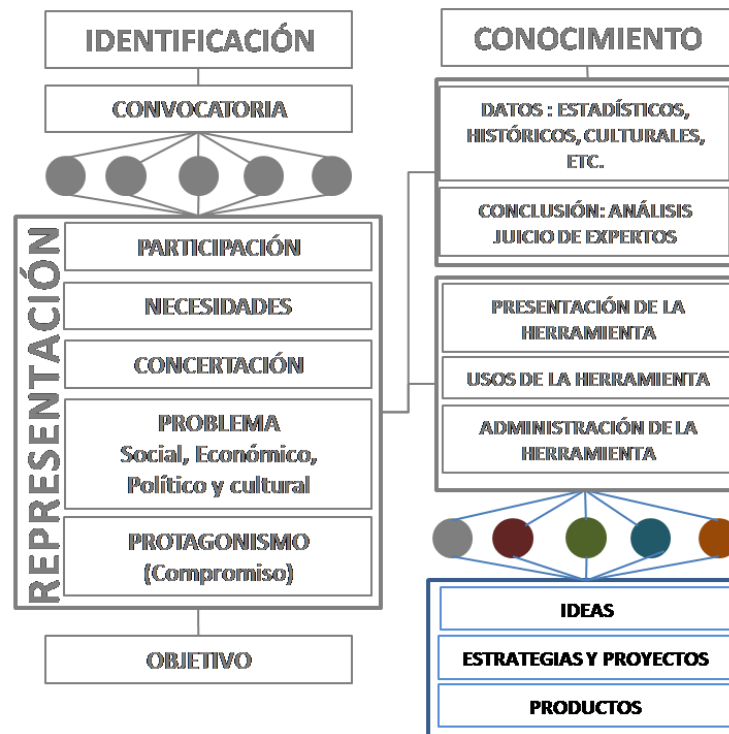 IDENTIFICACIÓN
CONVOCATORIA
REPRESENTACIÓN
PARTICIPACIÓN
NECESIDADES
CONCERTACIÓN
PROBLEMA
Social, Económico,
Político y cultural
PROTAGONISMO
(Compromiso)
OBJETIVO
CONOCIMIENTO
DATOS : ESTADÍSTICOS,
HISTÓRICOS, CULTURALES,
ETC.
CONCLUSIÓN: ANÁLISIS
JUICIO DE EXPERTOS
PRESENTACIÓN DE LA
HERRAMIENTA
USOS DE LA HERRAMIENTA
ADMINISTRACIÓN DE LA
HERRAMIENTA
IDEAS
ESTRATEGIAS Y PROYECTOS
PRODUCTOS